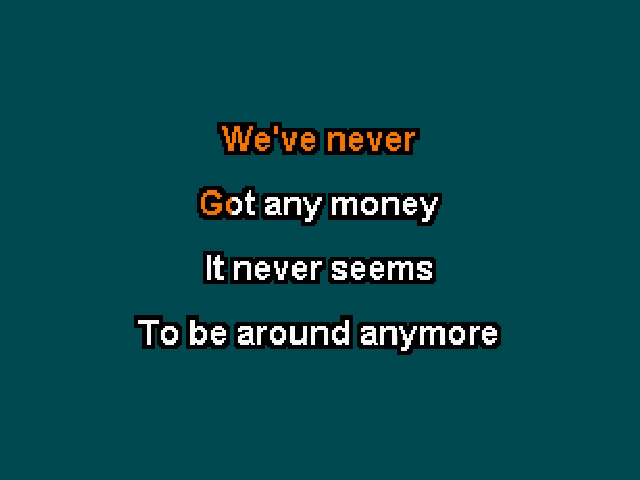 We've never
Got any money
It never seems
To be around anymore